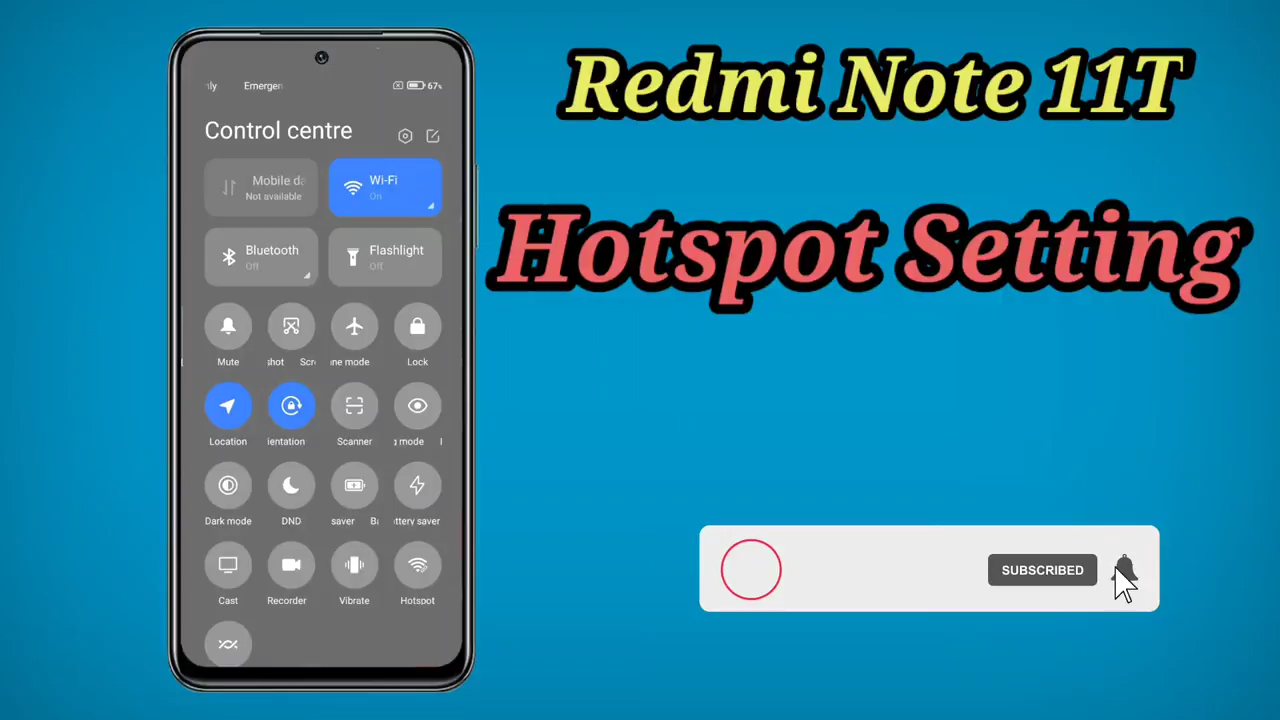 Redmi Note 11T
Hotspot Setting
nly Emergen 67%
Control centre
Mobile da
Not available
Wi-Fi
On
Bluetooth
Off
Flashlight
Off
Mute
shot Scre
ne mode
Lock
Location
ientation
Scanner
g mode
Dark mode
DND
saver Ba
ttery saver
Cast
Recorder
Vibrate
Hotspot
SUBSCRIBED